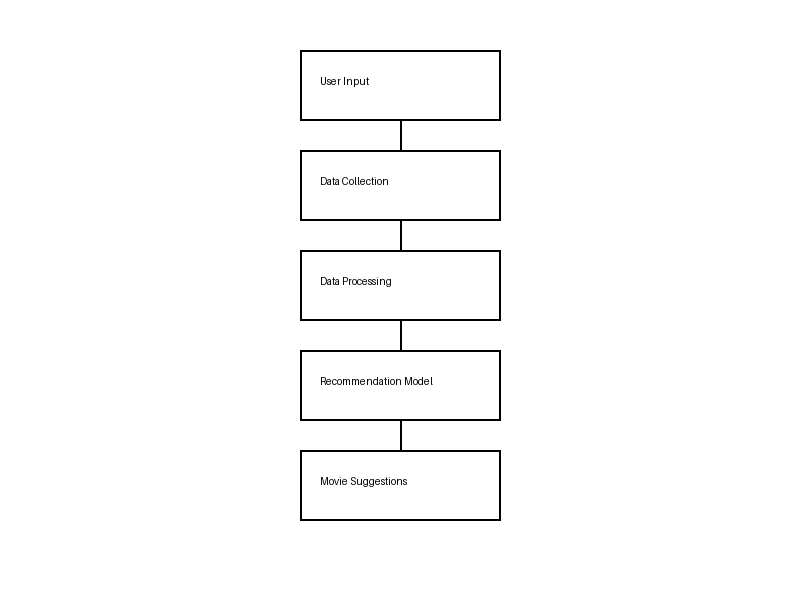 User Input
Data Collection
Data Processing
Recommendation Model
Movie Suggestions